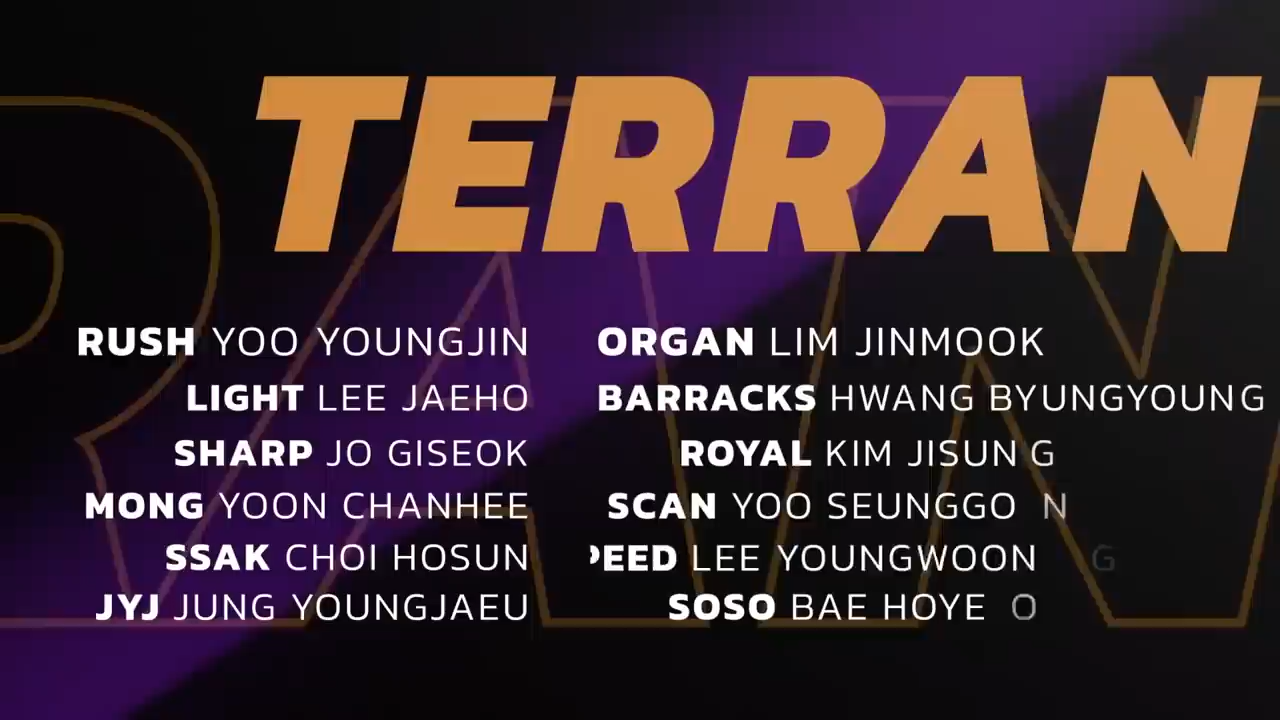 TERRAN
RUSH YOO YOUNGJIN
LIGHT LEE JAEHO
SHARP JO GISEOK
MONG YOON CHANHEE
SSAK CHOI HOSUN
JYJ JUNG YOUNGJAEU
ORGAN LIM JINMOOK
BARRACKS HWANG BYUNGYOUNG
ROYAL KIM JISUN G
SCAN YOO SEUNGGO N
PEED LEE YOUNGWOON G
SOSO BAE HOYE O